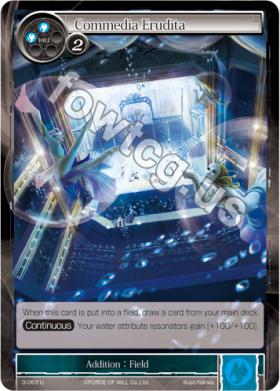 Commedia Erudita
WILL
2
fowtcg.us
When this card is put into a field, draw a card from your main deck.
Continuous Your water attribute resonators gain [+100/+100].
Addition : Field
3-063 U
©FORCE OF WILL Co.,Ltd.